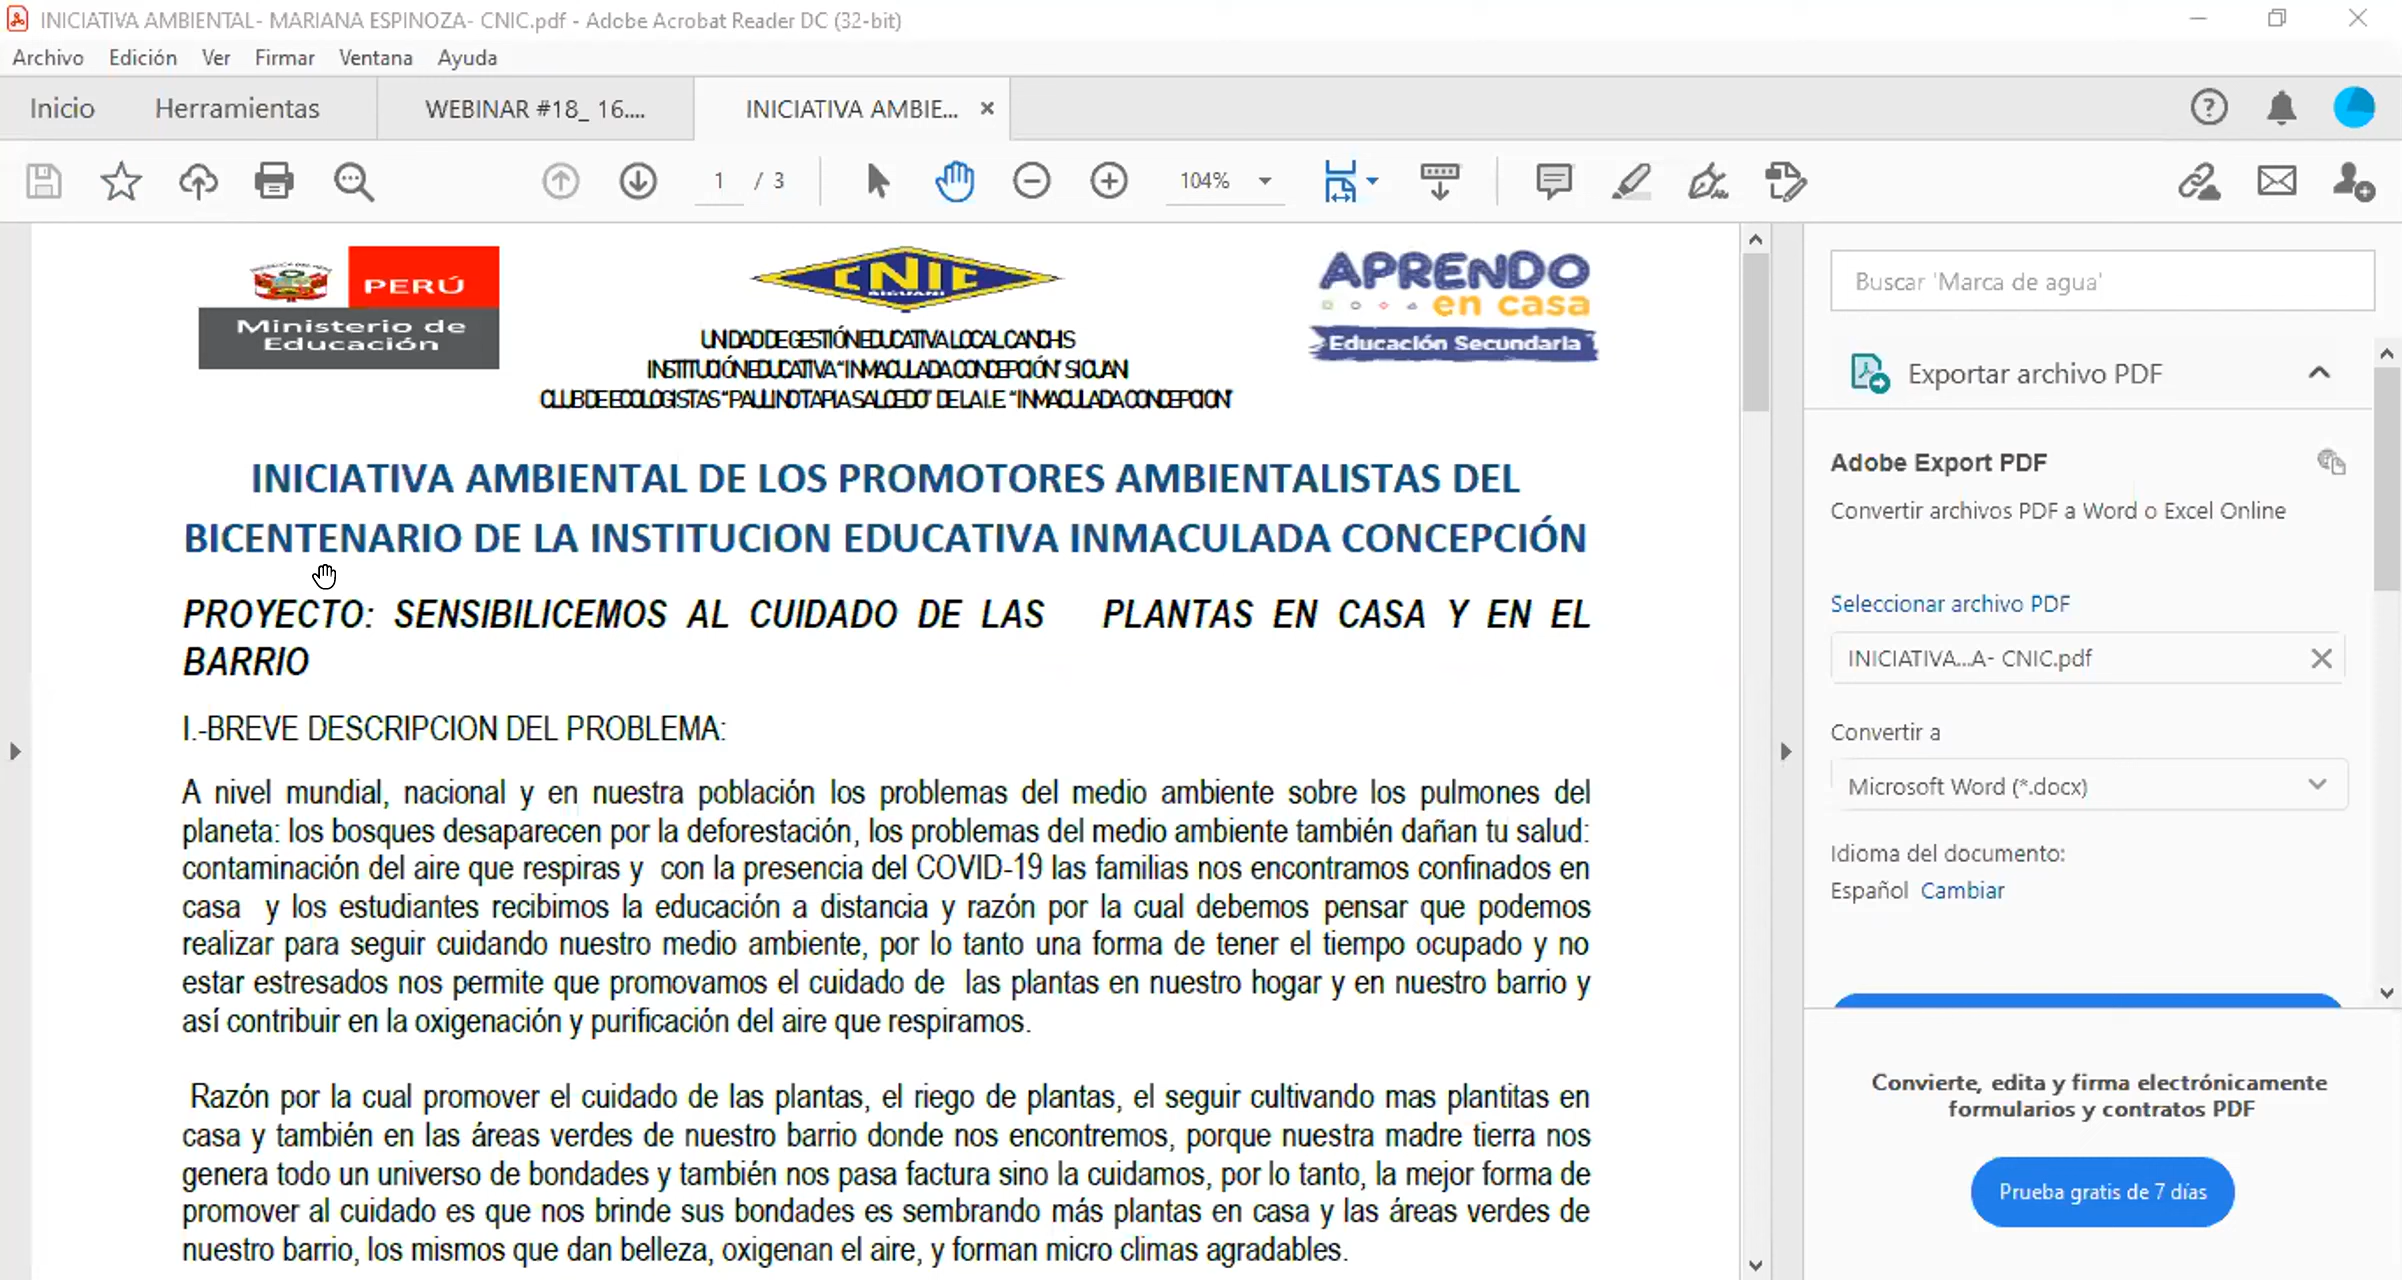 INICIATIVA AMBIENTAL- MARIANA ESPINOZA- CNIC.pdf - Adobe Acrobat Reader DC (32-bit)
Archivo Edición Ver Firmar Ventana Ayuda
Inicio Herramientas WEBINAR #18_ 16.... INICIATIVA AMBIE...
1 / 3 104%
PERÚ
Ministerio de
Educación
CNIC
SICUANI
APRENDO
en casa
Educación Secundaria
UNIDAD DE GESTIÓN EDUCATIVA LOCAL CANCHIS
INSTITUCIÓN EDUCATIVA "INMACULADA CONCEPCIÓN" SICUANI
CLUB DE ECOLOGISTAS "PAULINO TAPIA SALCEDO" DE LA I.E. "INMACULADA CONCEPCION"
INICIATIVA AMBIENTAL DE LOS PROMOTORES AMBIENTALISTAS DEL
BICENTENARIO DE LA INSTITUCION EDUCATIVA INMACULADA CONCEPCIÓN
PROYECTO: SENSIBILICEMOS AL CUIDADO DE LAS PLANTAS EN CASA Y EN EL
BARRIO
I.-BREVE DESCRIPCION DEL PROBLEMA:
A nivel mundial, nacional y en nuestra población los problemas del medio ambiente sobre los pulmones del
planeta: los bosques desaparecen por la deforestación, los problemas del medio ambiente también dañan tu salud:
contaminación del aire que respiras y con la presencia del COVID-19 las familias nos encontramos confinados en
casa y los estudiantes recibimos la educación a distancia y razón por la cual debemos pensar que podemos
realizar para seguir cuidando nuestro medio ambiente, por lo tanto una forma de tener el tiempo ocupado y no
estar estresados nos permite que promovamos el cuidado de las plantas en nuestro hogar y en nuestro barrio y
así contribuir en la oxigenación y purificación del aire que respiramos.
Razón por la cual promover el cuidado de las plantas, el riego de plantas, el seguir cultivando mas plantitas en
casa y también en las áreas verdes de nuestro barrio donde nos encontremos, porque nuestra madre tierra nos
genera todo un universo de bondades y también nos pasa factura sino la cuidamos, por lo tanto, la mejor forma de
promover al cuidado es que nos brinde sus bondades es sembrando más plantas en casa y las áreas verdes de
nuestro barrio, los mismos que dan belleza, oxigenan el aire, y forman micro climas agradables.
Buscar 'Marca de agua'
Exportar archivo PDF
Adobe Export PDF
Convertir archivos PDF a Word o Excel Online
Seleccionar archivo PDF
INICIATIVA...A- CNIC.pdf
Convertir a
Microsoft Word (*.docx)
Idioma del documento:
Español Cambiar
Convierte, edita y firma electrónicamente
formularios y contratos PDF
Prueba gratis de 7 días